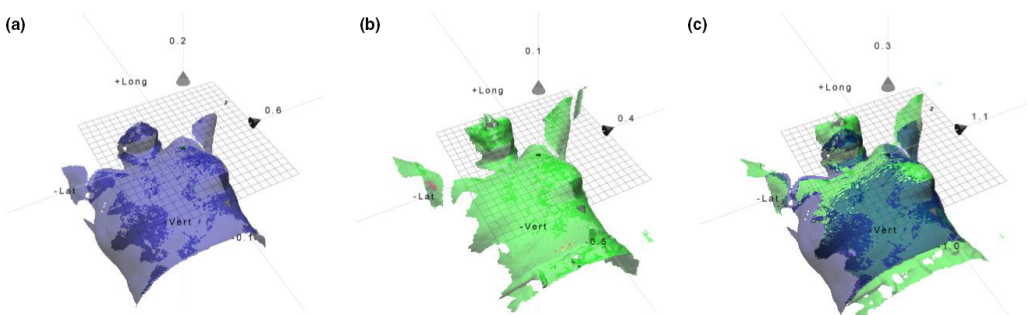 (a)
0.2
+Long
0.6
-Lat
Vert
-0.1
(b)
0.1
+Long
0.4
-Lat
-Vert
-0.5
(c)
0.3
+Long
1.1
-Lat
Vert
-1.0